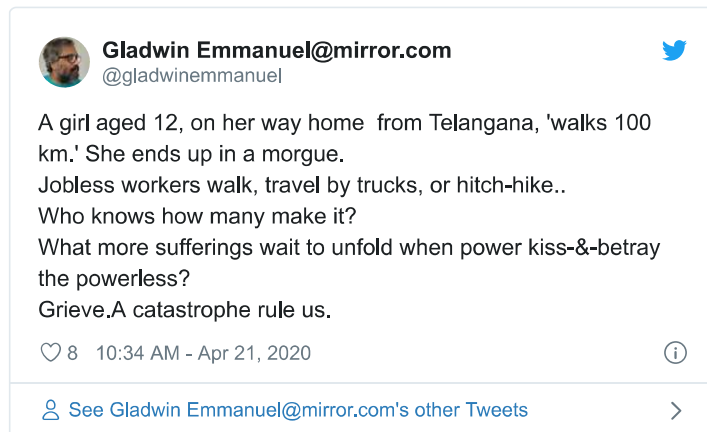 Gladwin Emmanuel@mirror.com
@gladwinemmanuel
A girl aged 12, on her way home  from Telangana, 'walks 100
km.' She ends up in a morgue.
Jobless workers walk, travel by trucks, or hitch-hike..
Who knows how many make it?
What more sufferings wait to unfold when power kiss-&-betray
the powerless?
Grieve.A catastrophe rule us.
8 10:34 AM - Apr 21, 2020
See Gladwin Emmanuel@mirror.com's other Tweets